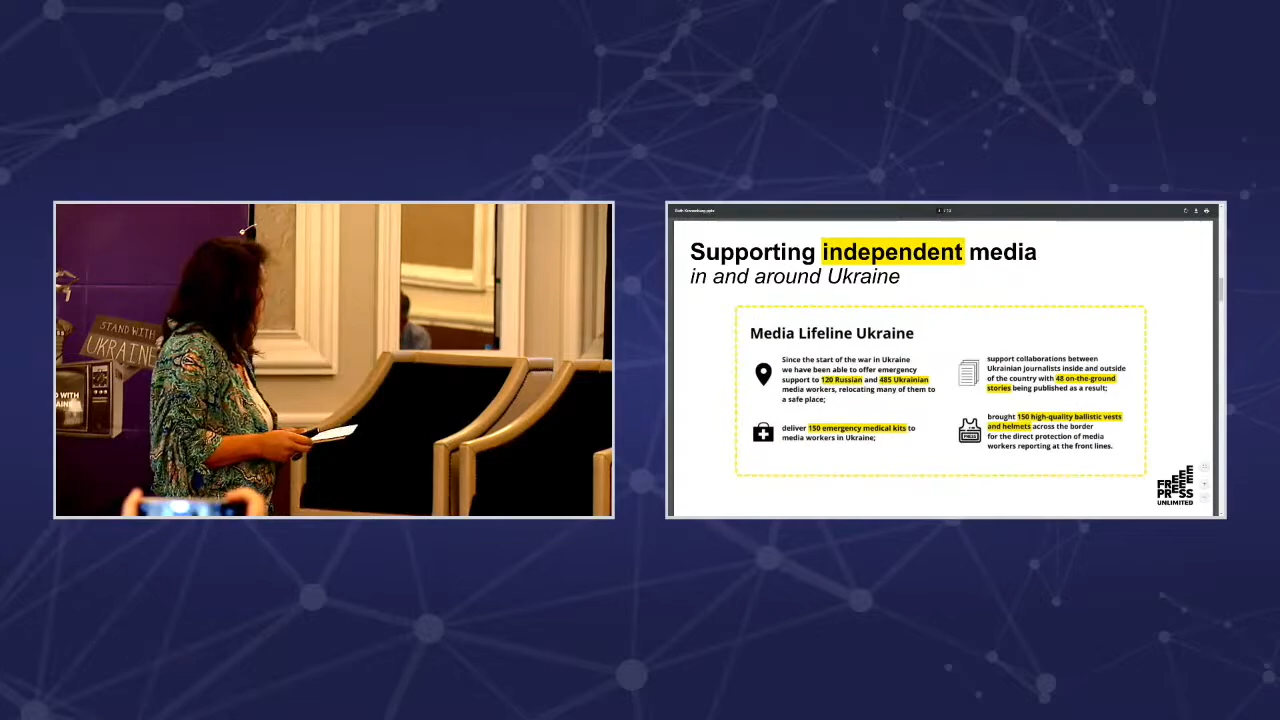 STAND WITH
UKRAINE
D WITH
AINE
Supporting independent media
in and around Ukraine
Media Lifeline Ukraine
Since the start of the war in Ukraine
we have been able to offer emergency
support to 120 Russian and 485 Ukrainian
media workers, relocating many of them to
a safe place;
deliver 150 emergency medical kits to
media workers in Ukraine;
support collaborations between
Ukrainian journalists inside and outside
of the country with 48 on-the-ground
stories being published as a result;
brought 150 high-quality ballistic vests
and helmets across the border
for the direct protection of media
workers reporting at the front lines.
PRESS
FREEEEE
PRESS
UNLIMITED